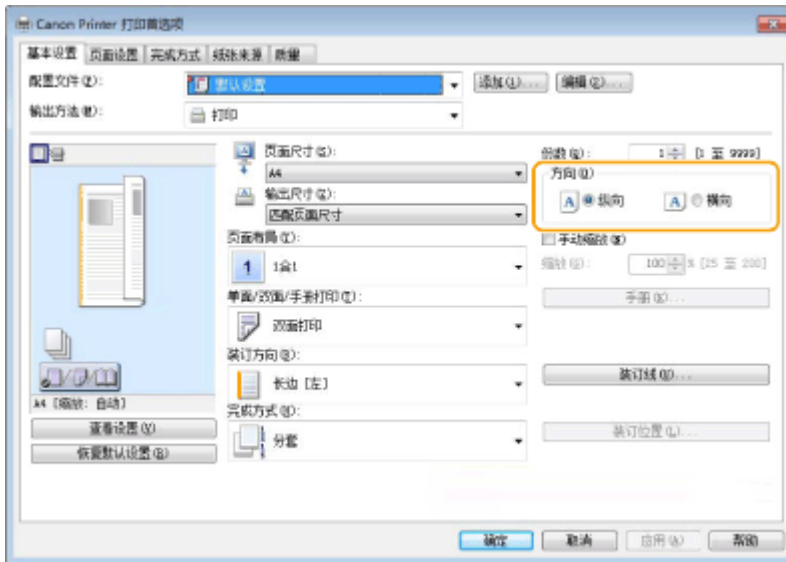 Canon Printer 打印首选项
基本设置 页面设置 完成方式 纸张来源 质量
配置文件(F): 默认设置 添加(1)... 编辑(2)...
输出方法(M): 打印
页面尺寸(S):
A4
输出尺寸(Z):
匹配页面尺寸
份数(Q): 1 [1 至 9999]
方向(O)
A 纵向 A 横向
页面布局(Y):
1 1合1
手动缩放(N)
缩放(G): 100 % [25 至 200]
单面/双面/手册打印(T):
双面打印
手册(K)...
装订方向(B):
长边 [左]
装订线(U)...
A4 [缩放: 自动]
查看设置(V)
恢复默认设置(R)
完成方式(H):
分套
装订位置(L)...
确定 取消 应用(A) 帮助